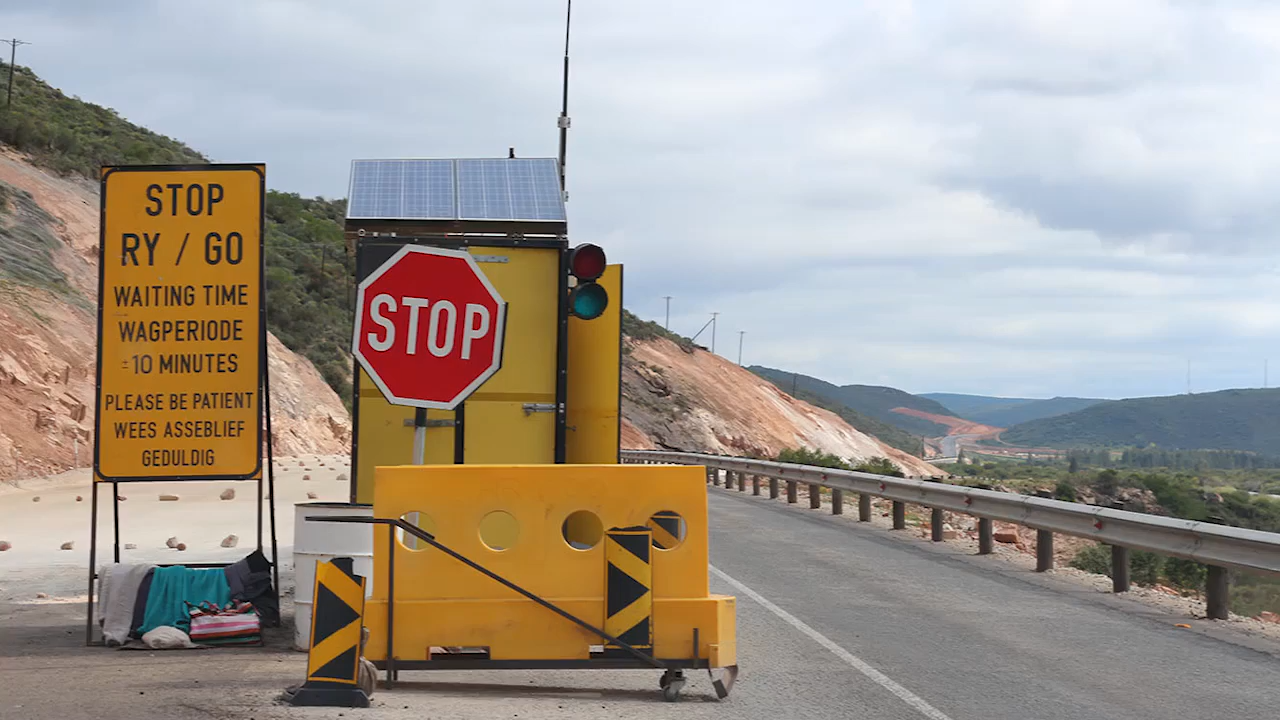 STOP
RY / GO
WAITING TIME
WAGPERIODE
±10 MINUTES
PLEASE BE PATIENT
WEES ASSEBLIEF
GEDULDIG
STOP